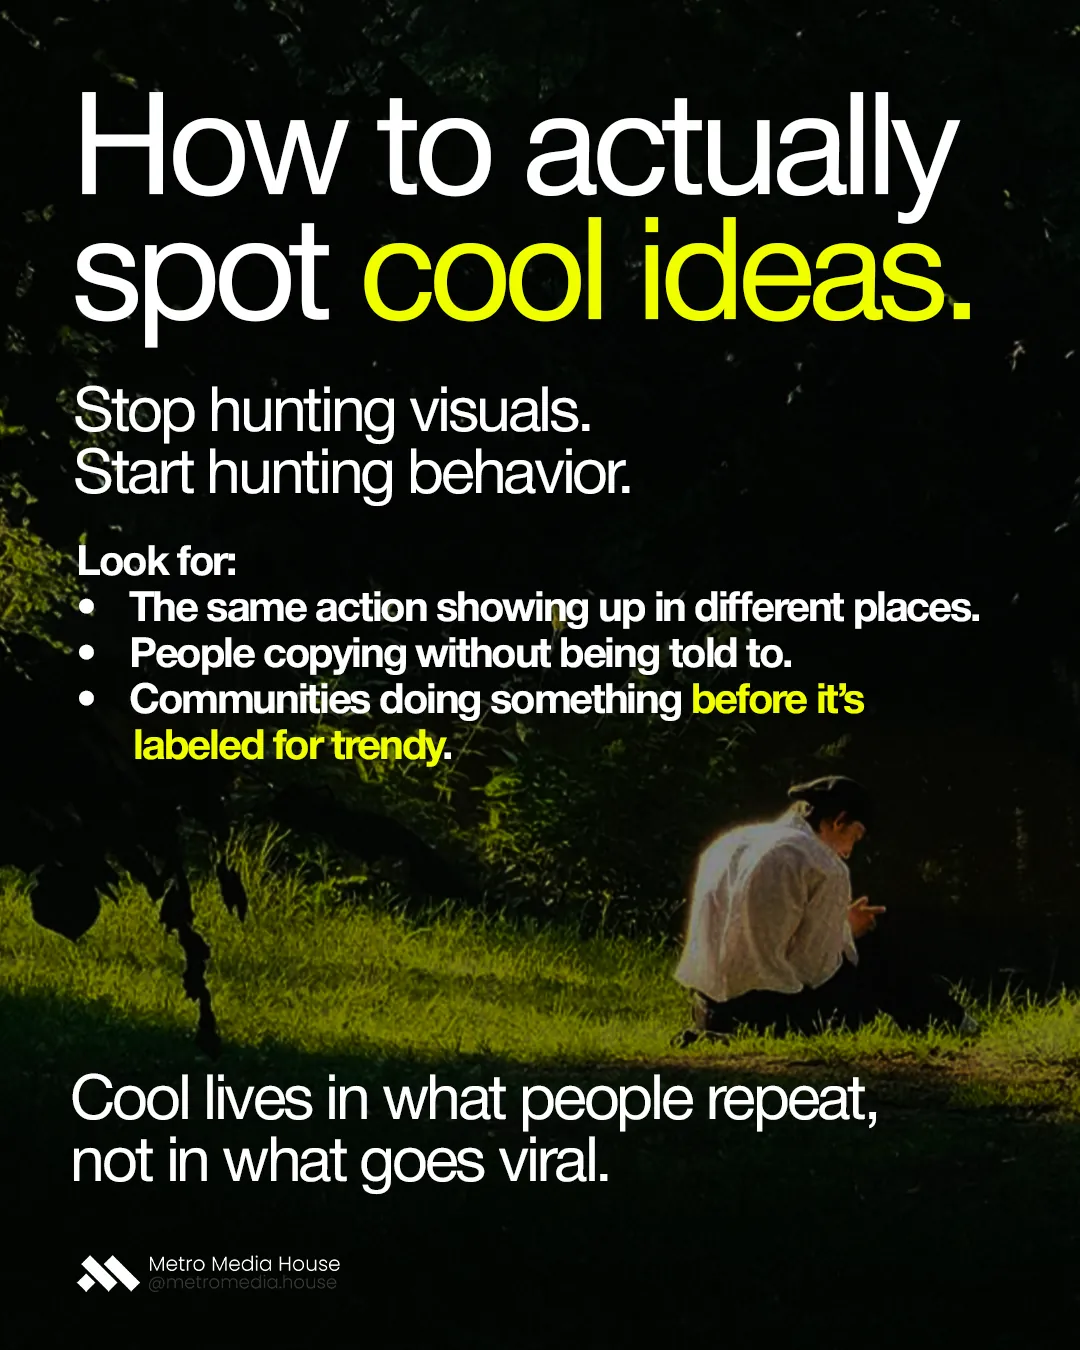 How to actually
spot cool ideas.
Stop hunting visuals.
Start hunting behavior.
Look for:
• The same action showing up in different places.
• People copying without being told to.
• Communities doing something before it’s
labeled for trendy.
Cool lives in what people repeat,
not in what goes viral.
Metro Media House
@metromedia.house